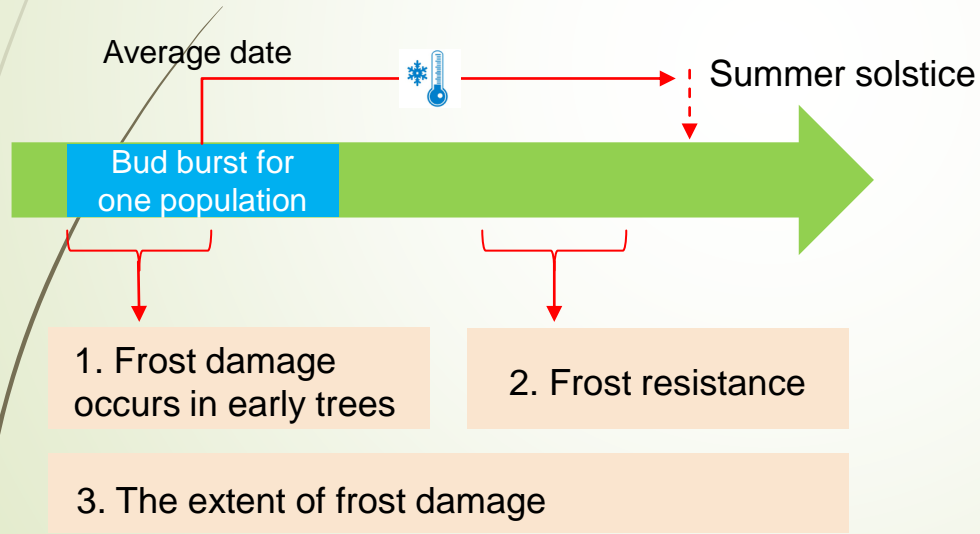 Average date
Summer solstice
Bud burst for
one population
1. Frost damage
occurs in early trees
2. Frost resistance
3. The extent of frost damage